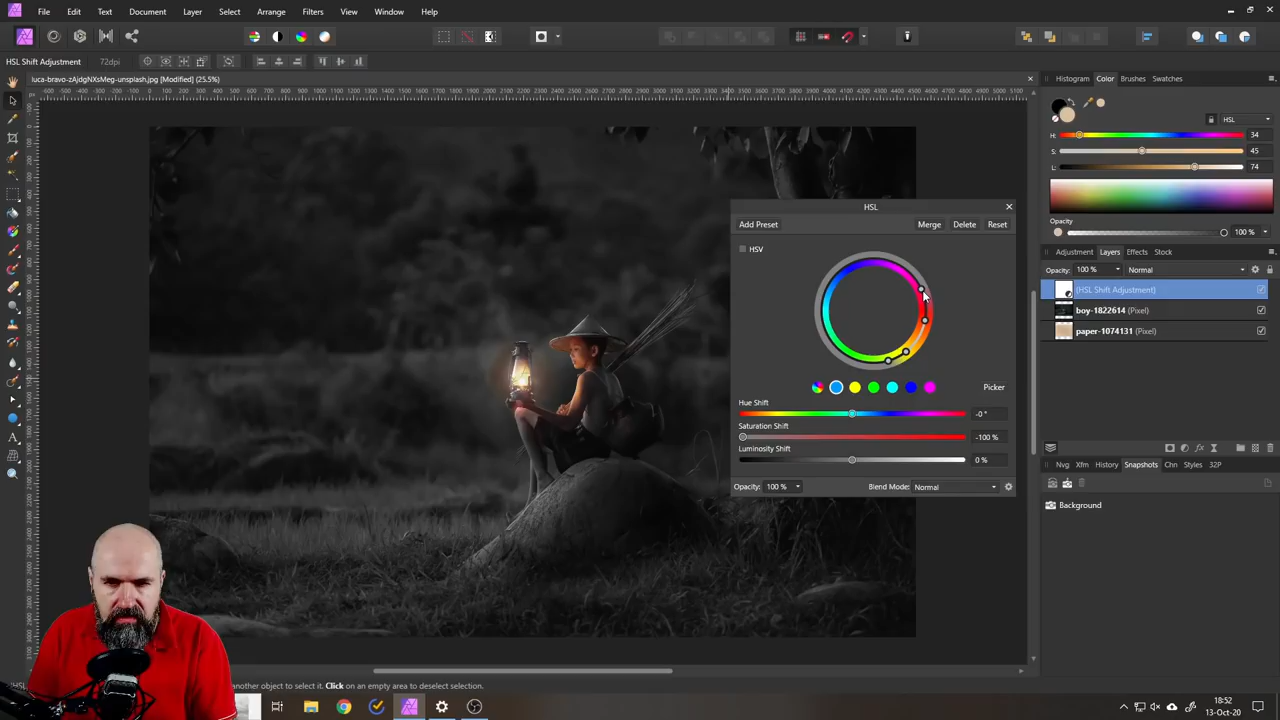 File Edit Text Document Layer Select Arrange Filters View Window Help
HSL Shift Adjustment 72dpi
luca-bravo-zAjdgNXsMeg-unsplash.jpg [Modified] (25.5%)
Histogram Color Brushes Swatches
HSL
H: 34
S: 45
L: 74
Opacity
100 %
Adjustment Layers Effects Stock
Opacity: 100 % Normal
(HSL Shift Adjustment)
boy-1822614 (Pixel)
paper-1074131 (Pixel)
HSL
Add Preset Merge Delete Reset
HSV
Picker
Hue Shift
-0 °
Saturation Shift
-100 %
Luminosity Shift
0 %
Opacity: 100 % Blend Mode: Normal
Nvg Xfm History Snapshots Chn Styles 32P
Background
another object to select it. Click on an empty area to deselect selection.
18:52
13-Oct-20